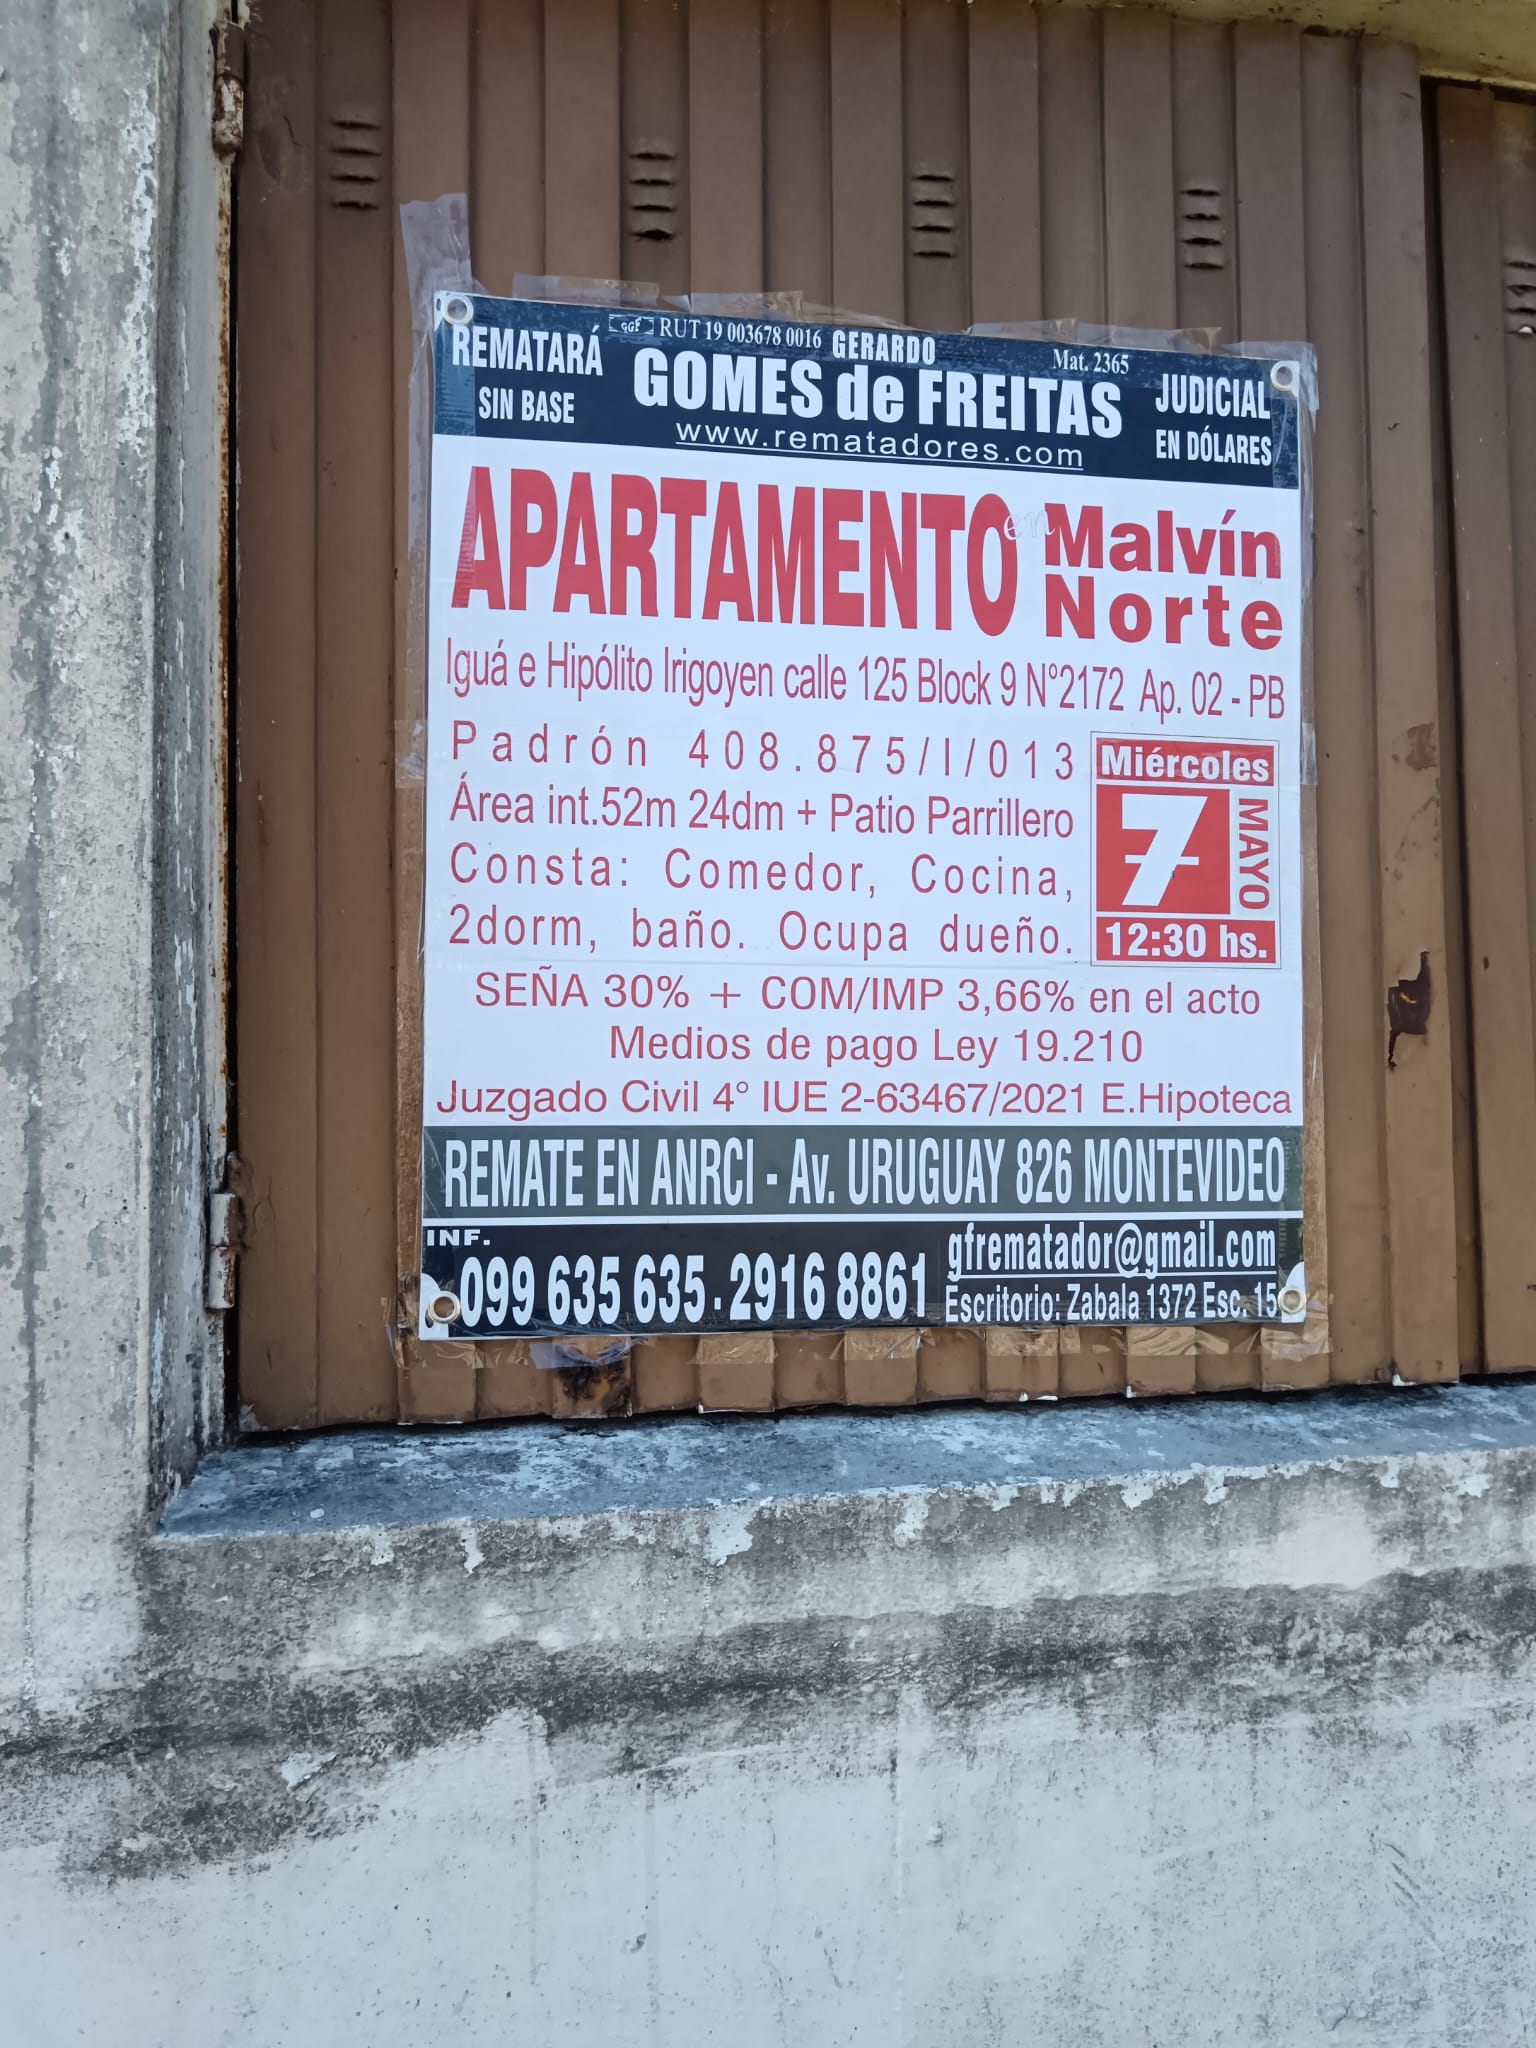 REMATARÁ
SIN BASE
GGF RUT 19 003678 0016 GERARDO Mat. 2365
GOMES de FREITAS
www.rematadores.com
JUDICIAL
EN DÓLARES
APARTAMENTO en Malvín
Norte
Iguá e Hipólito Irigoyen calle 125 Block 9 N°2172 Ap. 02 - PB
Padrón 408.875/I/013
Área int.52m 24dm + Patio Parrillero
Consta: Comedor, Cocina,
2dorm, baño. Ocupa dueño.
Miércoles
7 MAYO
12:30 hs.
SEÑA 30% + COM/IMP 3,66% en el acto
Medios de pago Ley 19.210
Juzgado Civil 4° IUE 2-63467/2021 E.Hipoteca
REMATE EN ANRCI - Av. URUGUAY 826 MONTEVIDEO
INF.
099 635 635 . 2916 8861
gfrematador@gmail.com
Escritorio: Zabala 1372 Esc. 15